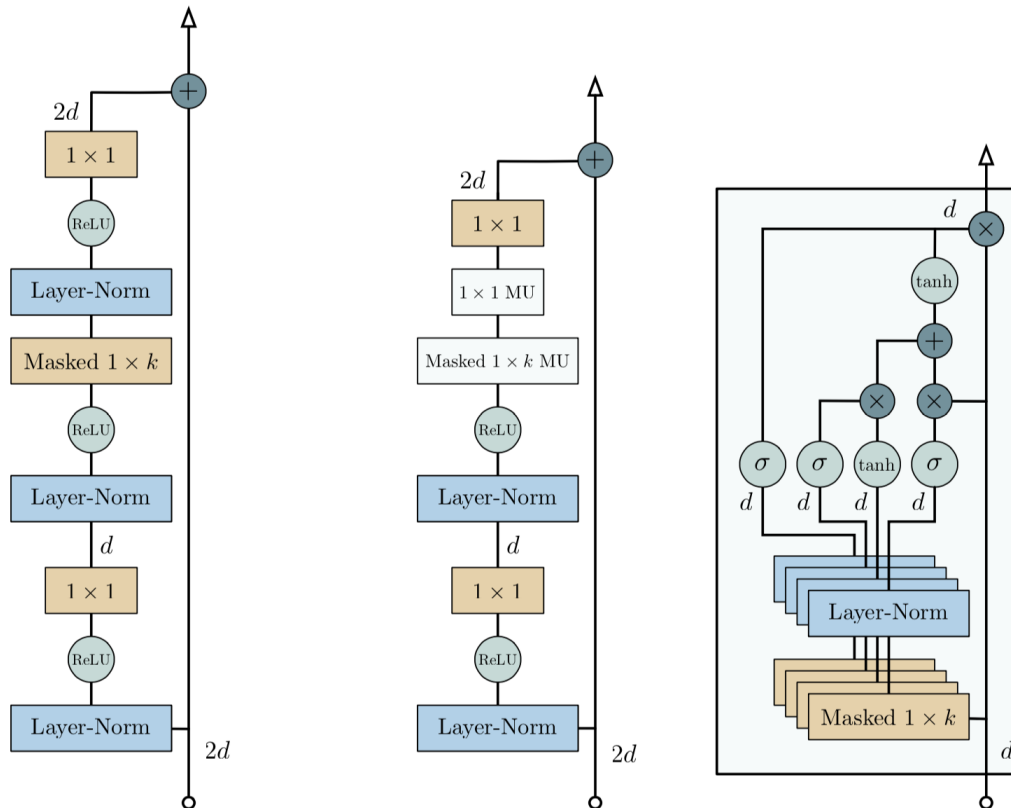 +
2d
1 × 1
ReLU
Layer-Norm
Masked 1 × k
ReLU
Layer-Norm
d
1 × 1
ReLU
Layer-Norm
2d
+
2d
1 × 1
1 × 1 MU
Masked 1 × k MU
ReLU
Layer-Norm
d
1 × 1
ReLU
Layer-Norm
2d
d ×
tanh
+
× ×
σ σ tanh σ
d d d d
Layer-Norm
Masked 1 × k
d